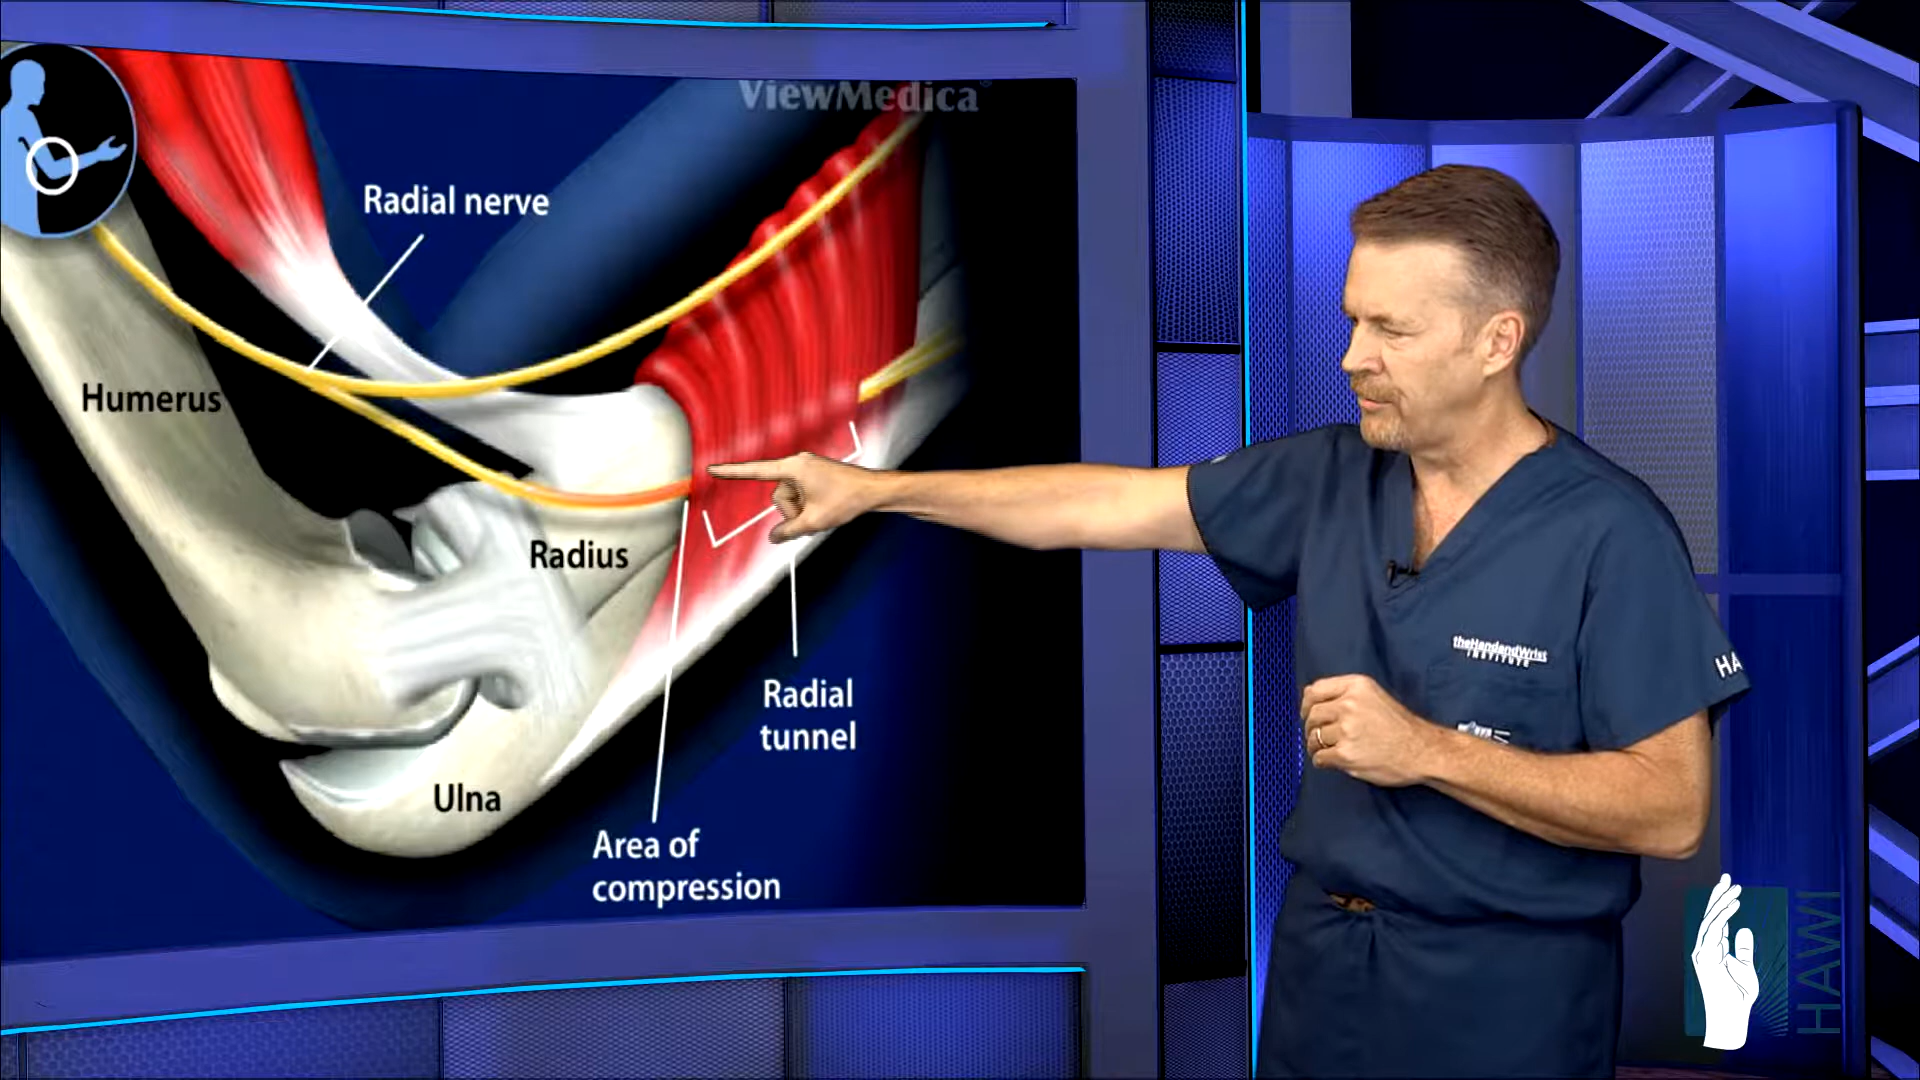 ViewMedica®
Radial nerve
Humerus
Radius
Radial
tunnel
Ulna
Area of
compression
theHandandWrist
INSTITUTE
HA
HAWI